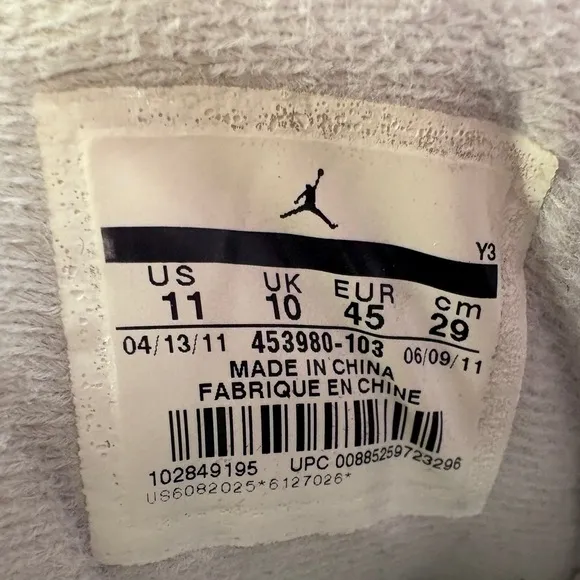 Y3
US UK EUR cm
11 10 45 29
04/13/11 453980-103 06/09/11
MADE IN CHINA
FABRIQUE EN CHINE
102849195 UPC 00885259723296
US6082025*6127026*